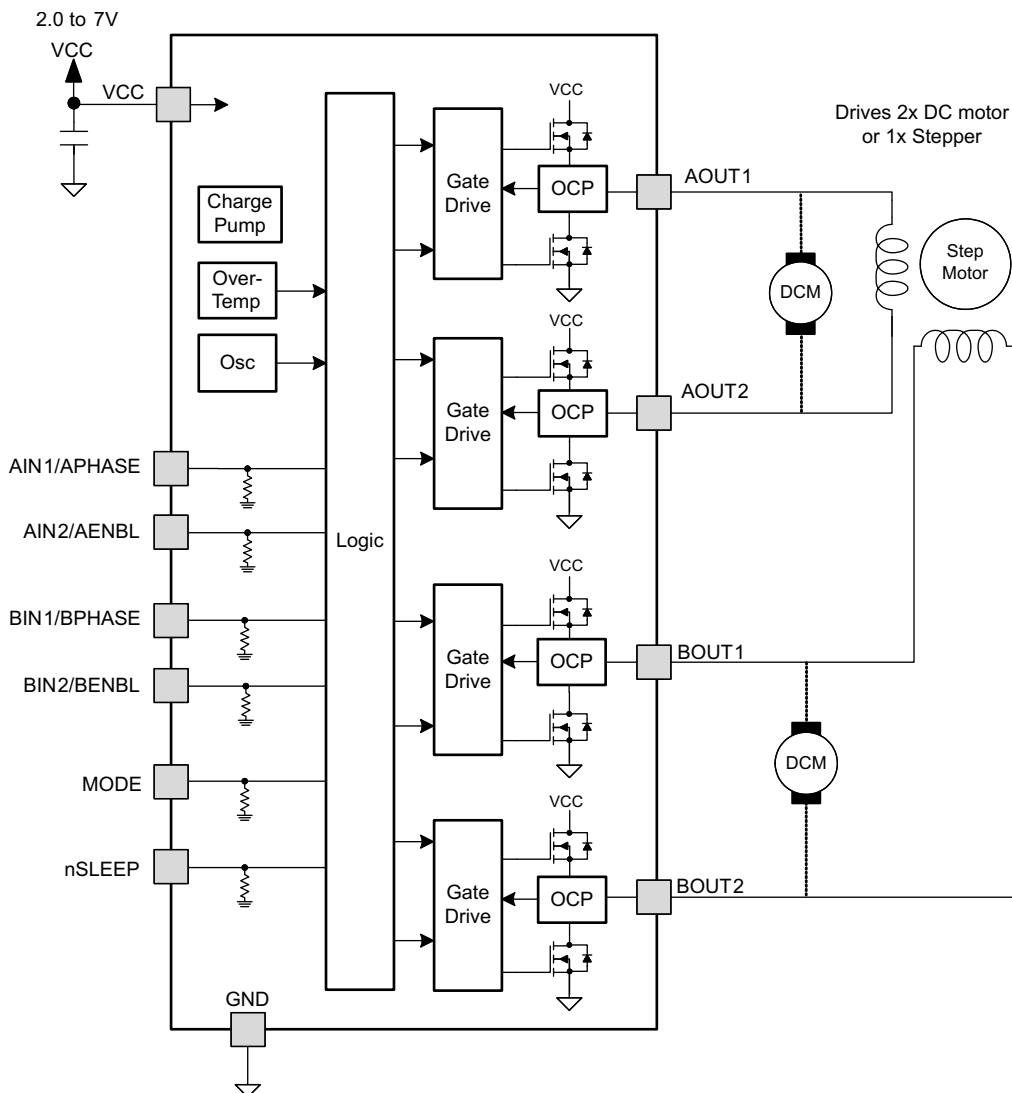 2.0 to 7V
VCC
VCC
Charge
Pump
Over-
Temp
Osc
AIN1/APHASE
AIN2/AENBL
BIN1/BPHASE
BIN2/BENBL
MODE
nSLEEP
GND
Logic
Gate
Drive
VCC
OCP
AOUT1
Gate
Drive
VCC
OCP
AOUT2
Gate
Drive
VCC
OCP
BOUT1
Gate
Drive
VCC
OCP
BOUT2
Drives 2x DC motor
or 1x Stepper
DCM
Step
Motor
DCM